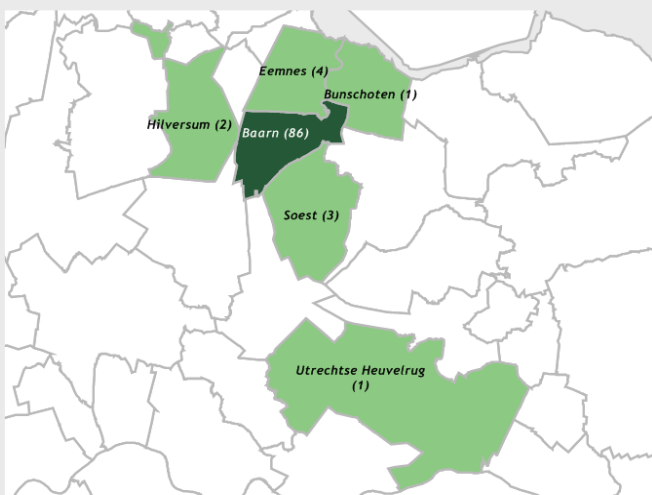 Eemnes (4)
Bunschoten (1)
Hilversum (2)
Baarn (86)
Soest (3)
Utrechtse Heuvelrug
(1)